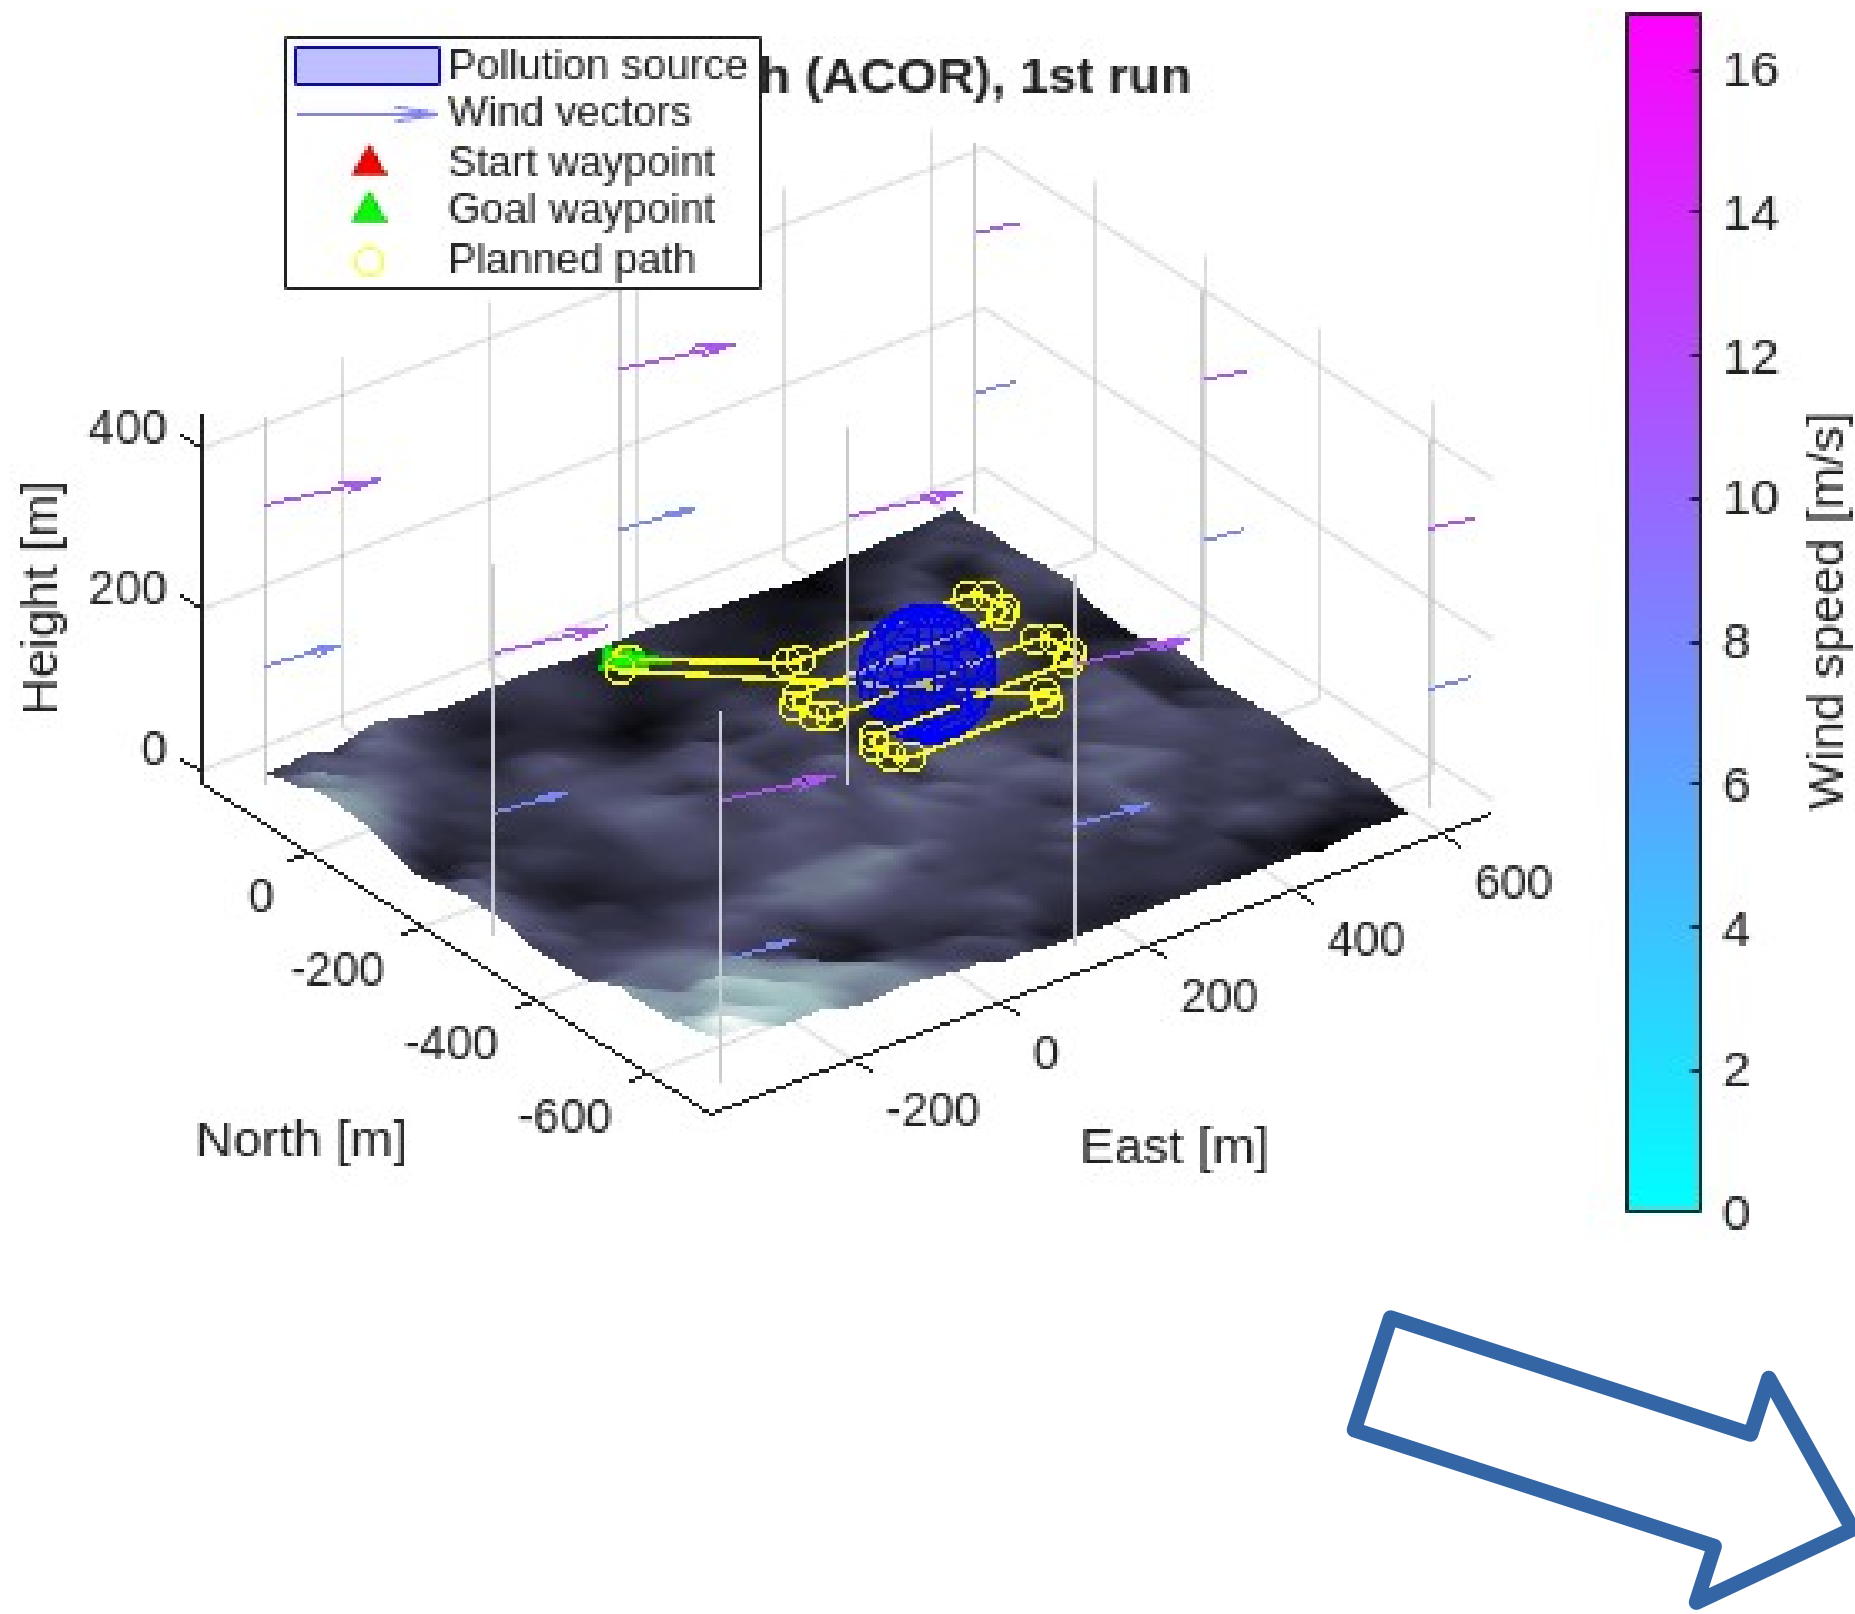 h (ACOR), 1st run
Pollution source
Wind vectors
Start waypoint
Goal waypoint
Planned path
400
200
0
Height [m]
0
-200
-400
-600
North [m]
-200
0
200
400
600
East [m]
16
14
12
10
8
6
4
2
0
Wind speed [m/s]